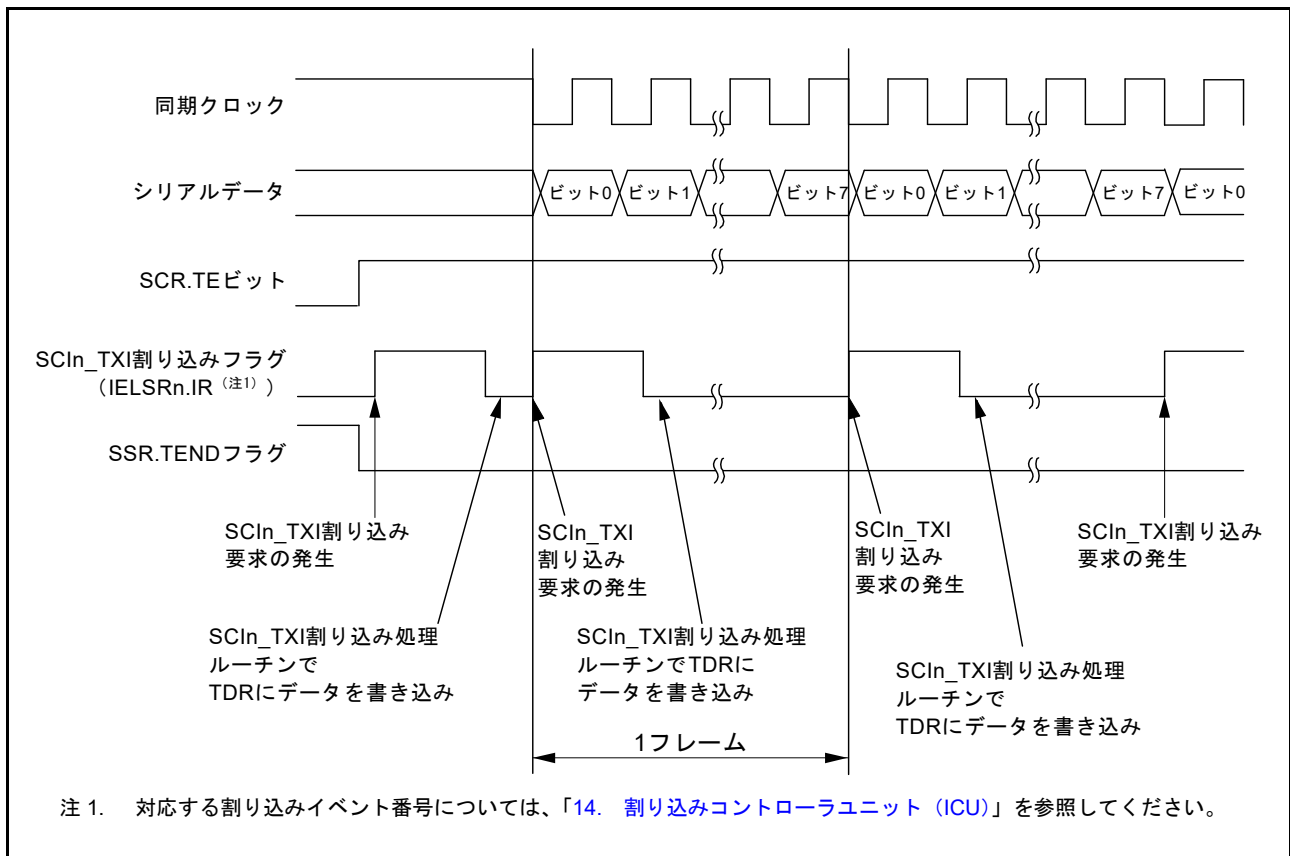 同期クロック
シリアルデータ
ビット0 ビット1 ビット7 ビット0 ビット1 ビット7 ビット0
SCR.TEビット
SCIn_TXI割り込みフラグ
（IELSRn.IR（注1））
SSR.TENDフラグ
SCIn_TXI割り込み
要求の発生
SCIn_TXI
割り込み
要求の発生
SCIn_TXI
割り込み
要求の発生
SCIn_TXI割り込み
要求の発生
SCIn_TXI割り込み処理
ルーチンで
TDRにデータを書き込み
SCIn_TXI割り込み処理
ルーチンでTDRに
データを書き込み
SCIn_TXI割り込み処理
ルーチンで
TDRにデータを書き込み
1フレーム
注 1. 対応する割り込みイベント番号については、「14. 割り込みコントローラユニット（ICU）」を参照してください。